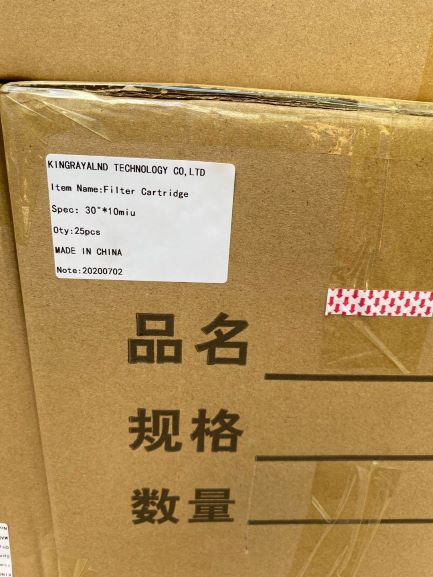 KINGRAYALND TECHNOLOGY CO,LTD
Item Name:Filter Cartridge
Spec: 30"*10miu
Qty:25pcs
MADE IN CHINA
Note:20200702
品名
规格
数量